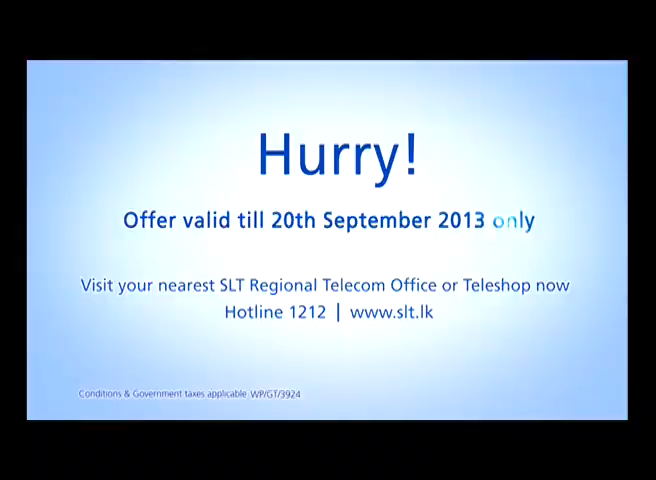 Hurry!
Offer valid till 20th September 2013 only
Visit your nearest SLT Regional Telecom Office or Teleshop now
Hotline 1212 | www.slt.lk
Conditions & Government taxes applicable WP/GT/3924